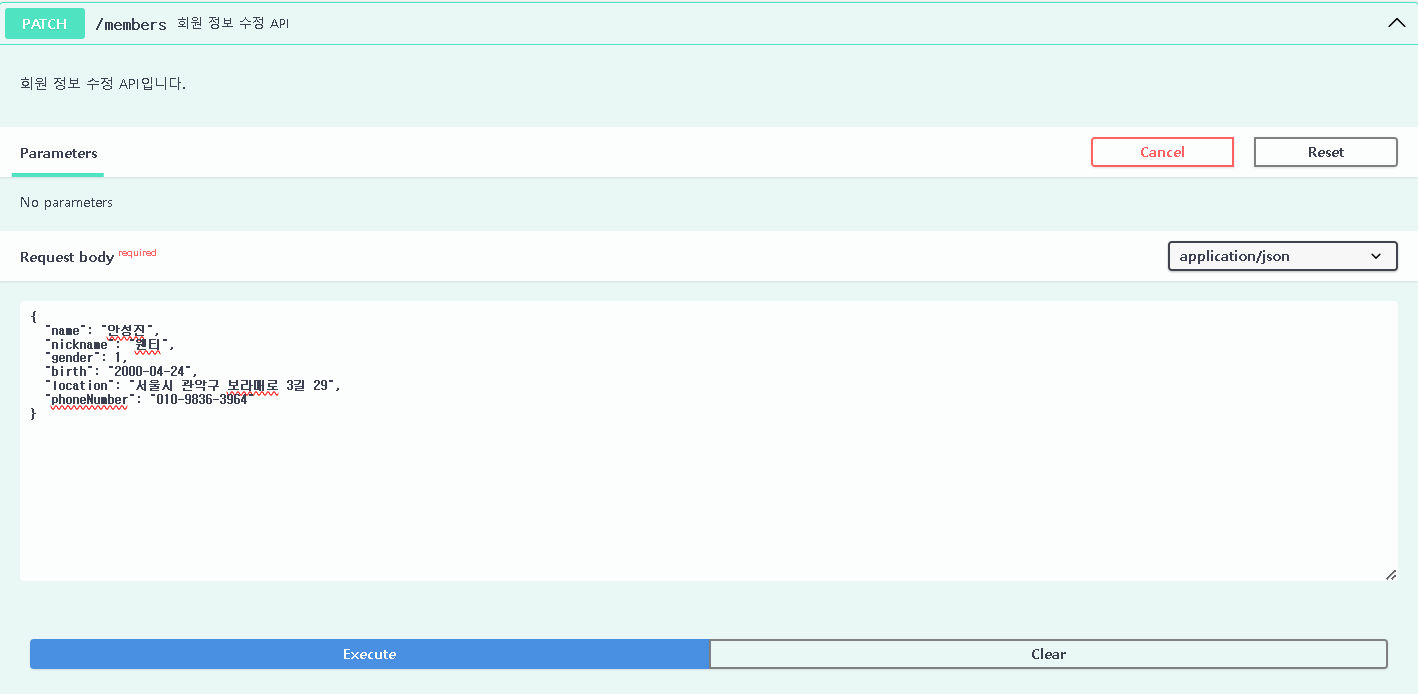 PATCH /members 회원 정보 수정 API
회원 정보 수정 API입니다.
Parameters
Cancel
Reset
No parameters
Request body required
application/json
{
"name": "안성진",
"nickname": "웬티",
"gender": 1,
"birth": "2000-04-24",
"location": "서울시 관악구 보라매로 3길 29",
"phoneNumber": "010-9836-3964"
}
Execute
Clear